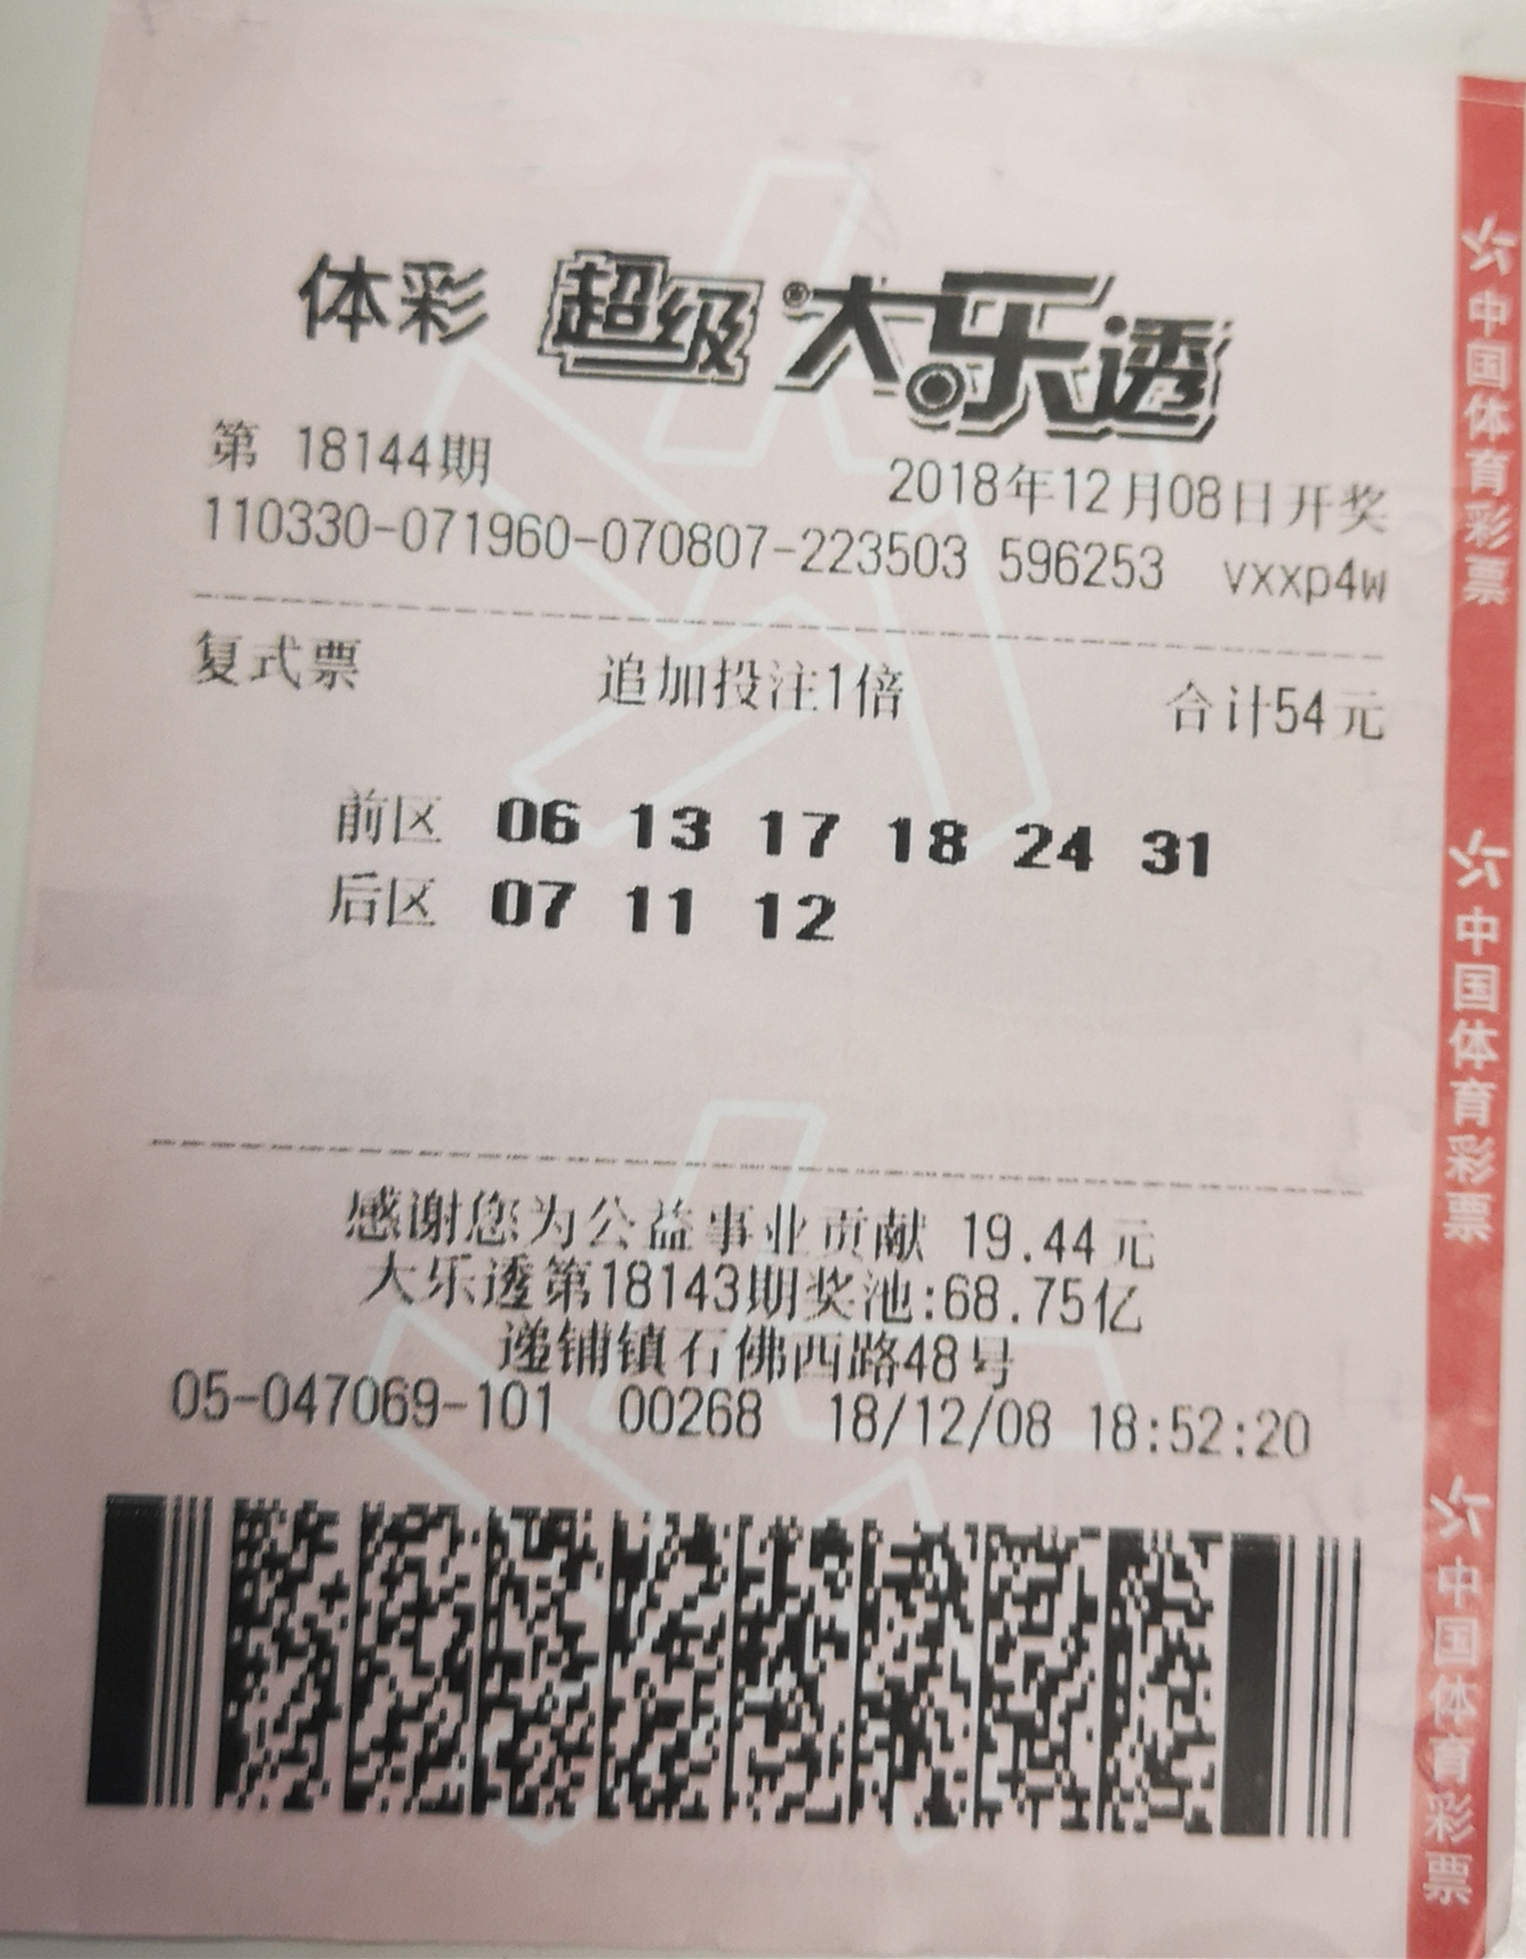 体彩 超级大乐透
第 18144期
2018年12月08日开奖
110330-071960-070807-223503 596253 vxxp4w
复式票 追加投注1倍 合计54元
前区 06 13 17 18 24 31
后区 07 11 12
感谢您为公益事业贡献 19.44元
大乐透第18143期奖池:68.75亿
递铺镇石佛西路48号
05-047069-101 00268 18/12/08 18:52:20
中国体育彩票
中国体育彩票
中国体育彩票